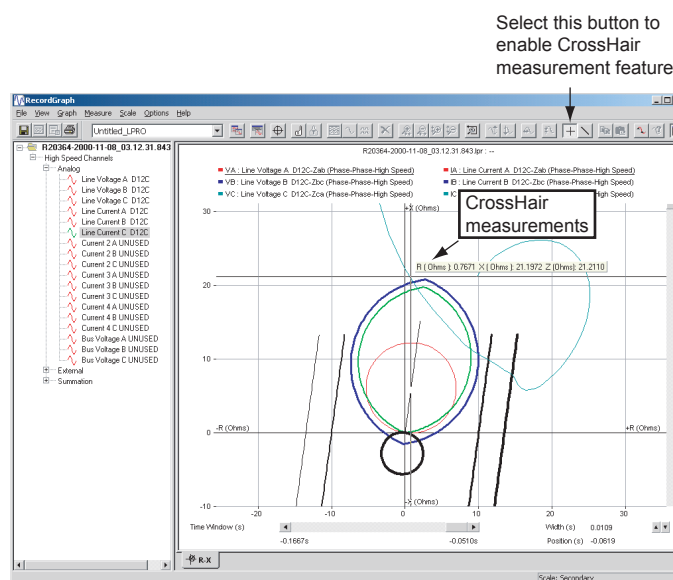 Select this button to
enable CrossHair
measurement feature
RecordGraph
File View Graph Measure Scale Options Help
Untitled_LPRO
R20364-2000-11-08_03.12.31.843
High Speed Channels
Analog
Line Voltage A D12C
Line Voltage B D12C
Line Voltage C D12C
Line Current A D12C
Line Current B D12C
Line Current C D12C
Current 2 A UNUSED
Current 2 B UNUSED
Current 2 C UNUSED
Current 3 A UNUSED
Current 3 B UNUSED
Current 3 C UNUSED
Current 4 A UNUSED
Current 4 B UNUSED
Current 4 C UNUSED
Bus Voltage A UNUSED
Bus Voltage B UNUSED
Bus Voltage C UNUSED
External
Summation
R20364-2000-11-08_03.12.31.843.lpr : --
VA : Line Voltage A D12C-Zab (Phase-Phase-High Speed)
IA : Line Current A D12C-Zab (Phase-Phase-High Speed)
VB : Line Voltage B D12C-Zbc (Phase-Phase-High Speed)
IB : Line Current B D12C-Zbc (Phase-Phase-High Speed)
VC : Line Voltage C D12C-Zca (Phase-Phase-High Speed)
IC
CrossHair
measurements
+X (Ohms)
R ( Ohms ): 0.7671 X ( Ohms ): 21.1972 Z (Ohms): 21.2110
30
20
10
0
-10
-R (Ohms)
+R (Ohms)
-X (Ohms)
-20 -10 0 10 20 30
Time Window (s)
Width (s) 0.0109
-0.1667s
-0.0510s
Position (s) -0.0619
R-X
Scale: Secondary